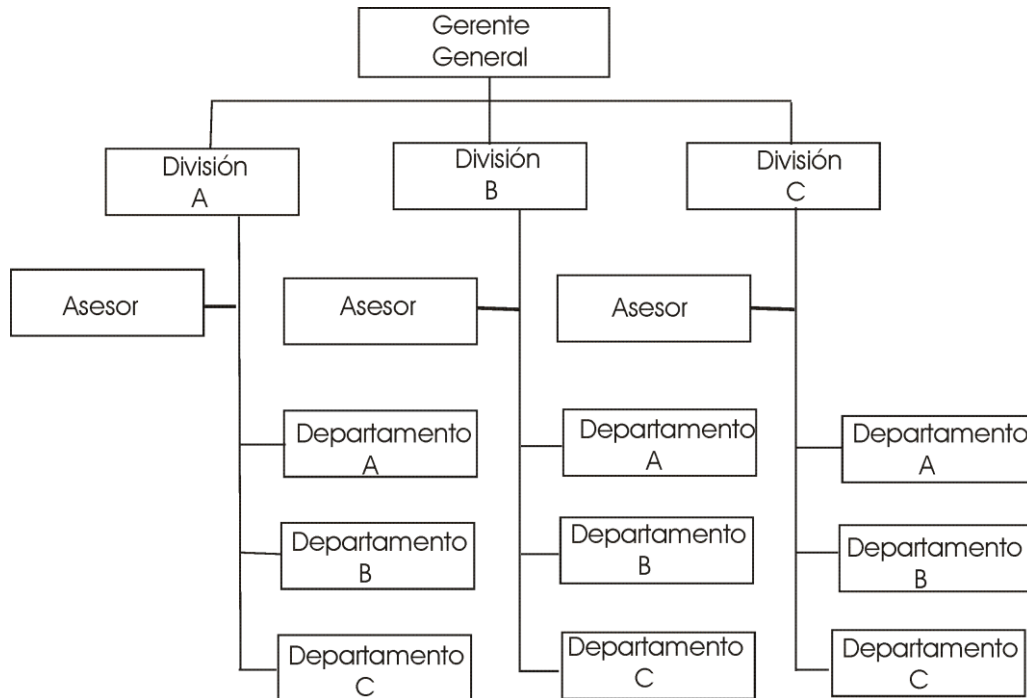 Gerente
General
División
A
División
B
División
C
Asesor
Asesor
Asesor
Departamento
A
Departamento
A
Departamento
A
Departamento
B
Departamento
B
Departamento
B
Departamento
C
Departamento
C
Departamento
C